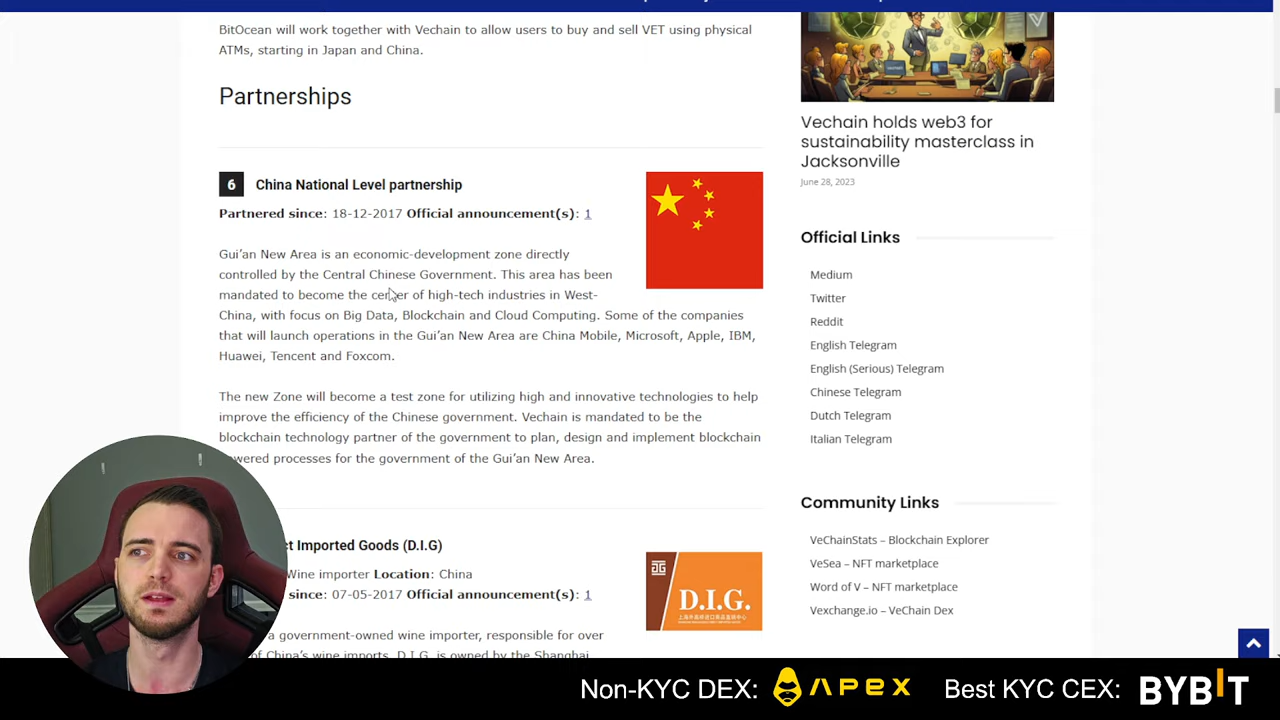 BitOcean will work together with Vechain to allow users to buy and sell VET using physical
ATMs, starting in Japan and China.
Partnerships
6 China National Level partnership
Partnered since: 18-12-2017 Official announcement(s): 1
Gui'an New Area is an economic-development zone directly
controlled by the Central Chinese Government. This area has been
mandated to become the center of high-tech industries in West-
China, with focus on Big Data, Blockchain and Cloud Computing. Some of the companies
that will launch operations in the Gui'an New Area are China Mobile, Microsoft, Apple, IBM,
Huawei, Tencent and Foxcom.
The new Zone will become a test zone for utilizing high and innovative technologies to help
improve the efficiency of the Chinese government. Vechain is mandated to be the
blockchain technology partner of the government to plan, design and implement blockchain
powered processes for the government of the Gui'an New Area.
Imported Goods (D.I.G)
Wine importer Location: China
since: 07-05-2017 Official announcement(s): 1
a government-owned wine importer, responsible for over
of China's wine imports. D.I.G. is owned by the Shanghai
D.I.G.
Vechain holds web3 for
sustainability masterclass in
Jacksonville
June 28, 2023
Official Links
Medium
Twitter
Reddit
English Telegram
English (Serious) Telegram
Chinese Telegram
Dutch Telegram
Italian Telegram
Community Links
VeChainStats – Blockchain Explorer
VeSea – NFT marketplace
Word of V – NFT marketplace
Vexchange.io – VeChain Dex
Non-KYC DEX: APEX Best KYC CEX: BYBIT